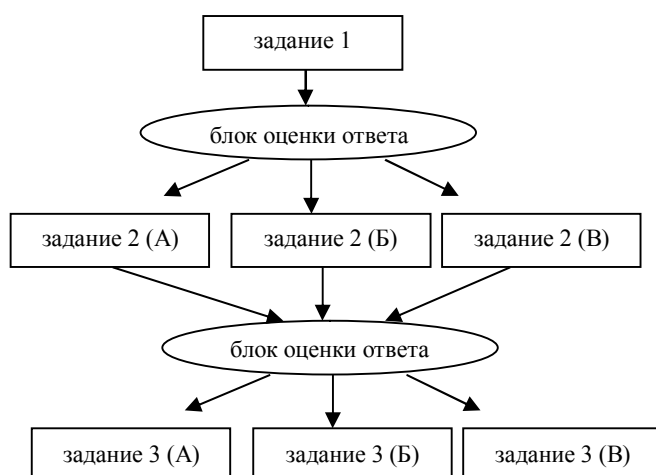 задание 1
блок оценки ответа
задание 2 (А)
задание 2 (Б)
задание 2 (В)
блок оценки ответа
задание 3 (А)
задание 3 (Б)
задание 3 (В)